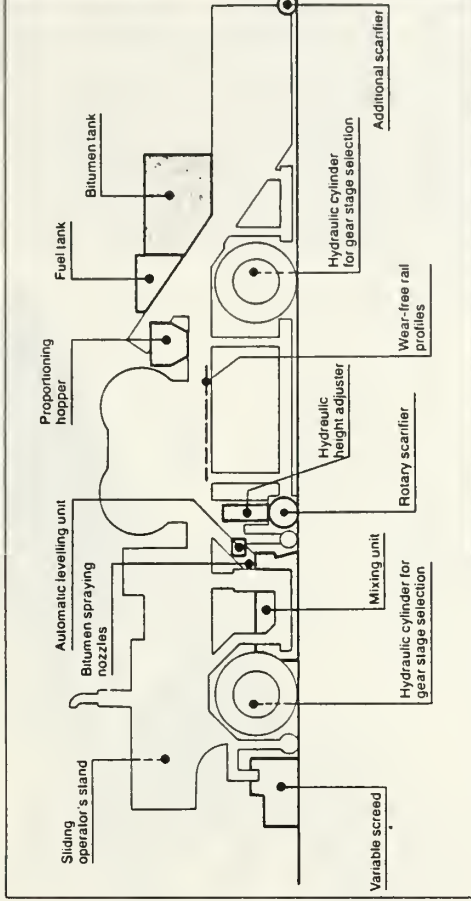 Sliding
operator's stand
Automatic levelling unit
Bitumen spraying
nozzles
Proportioning
hopper
Fuel tank
Bitumen tank
Variable screed
Hydraulic cylinder for
gear stage selection
Mixing unit
Rotary scarifier
Hydraulic
height adjuster
Wear-free rail
profiles
Hydraulic cylinder
for gear stage selection
Additional scarifier